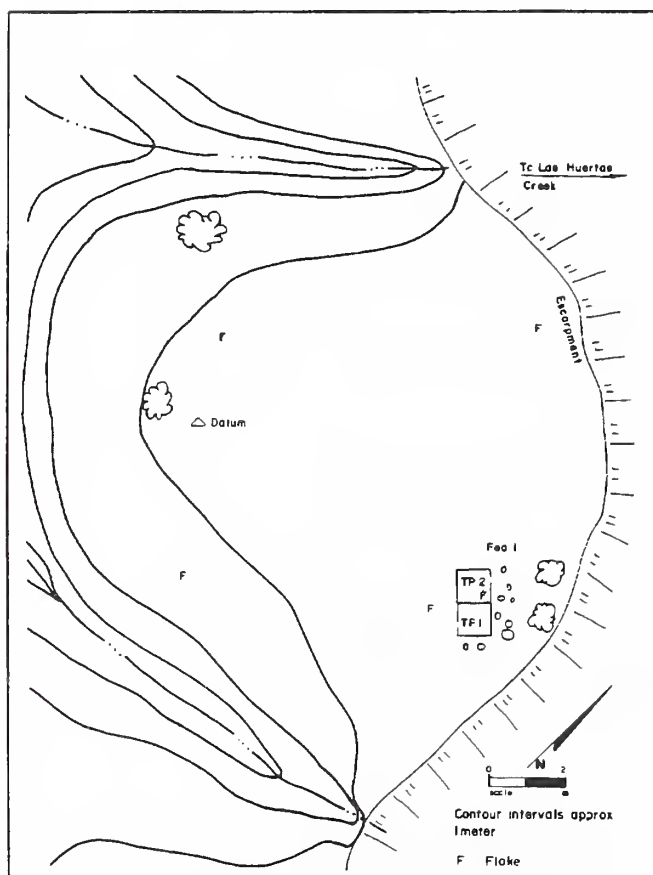 Tc Las Huertas
Creek
F
F
Escarpment
Datum
Fea 1
F
TP 2
F
F
TP 1
N
0 2
scale m
Contour intervals approx
1 meter
F Flake